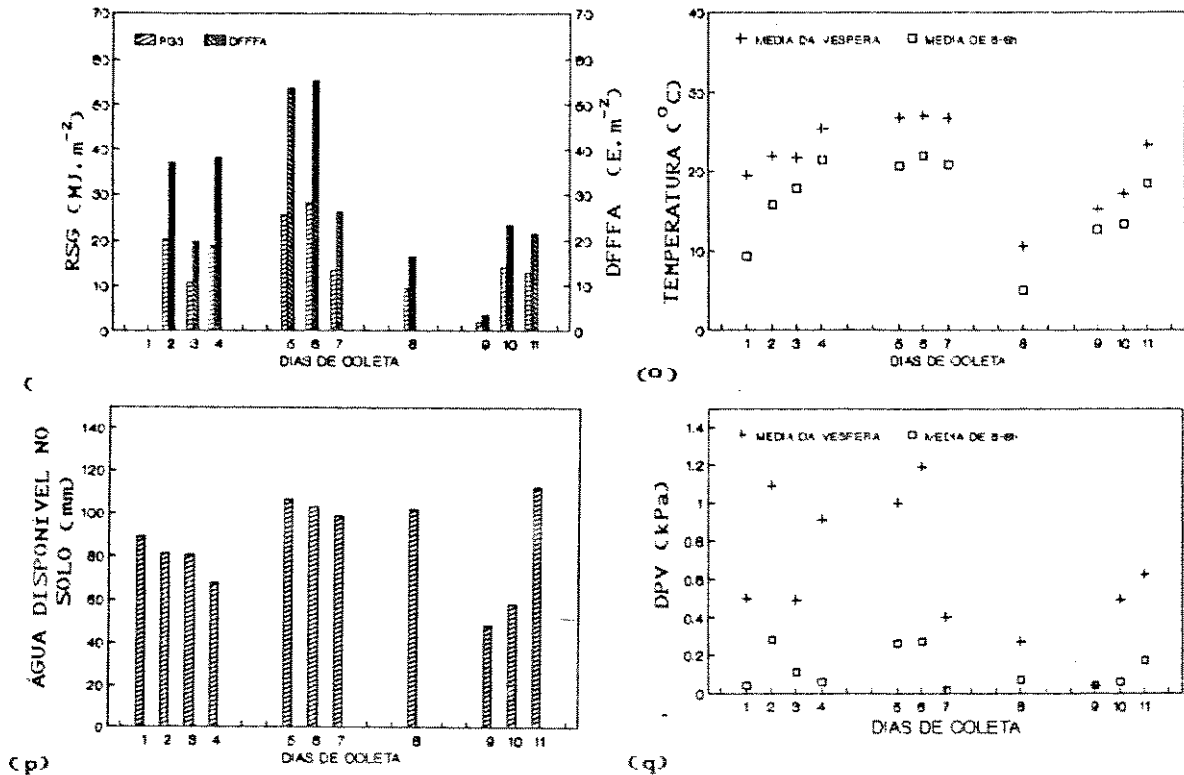 70
60
50
40
30
20
10
0
RSG (MJ.m-2)
RG3 DFFFA
70
60
50
40
30
20
10
0
DFFFA (E.m-2)
1 2 3 4 5 6 7 8 9 10 11
DIAS DE COLETA
(
40
30
20
10
0
TEMPERATURA (°C)
+ MEDIA DA VESPERA □ MEDIA DE
1 2 3 4 5 6 7 8 9 10 11
DIAS DE COLETA
(o)
140
120
100
80
60
40
20
0
ÁGUA DISPONIVEL NO
SOLO (mm)
1 2 3 4 5 6 7 8 9 10 11
DIAS DE COLETA
(p)
1.4
1.2
1
0.8
0.6
0.4
0.2
0
DPV (kPa)
+ MEDIA DA VESPERA □ MEDIA DE
1 2 3 4 5 6 7 8 9 10 11
DIAS DE COLETA
(q)